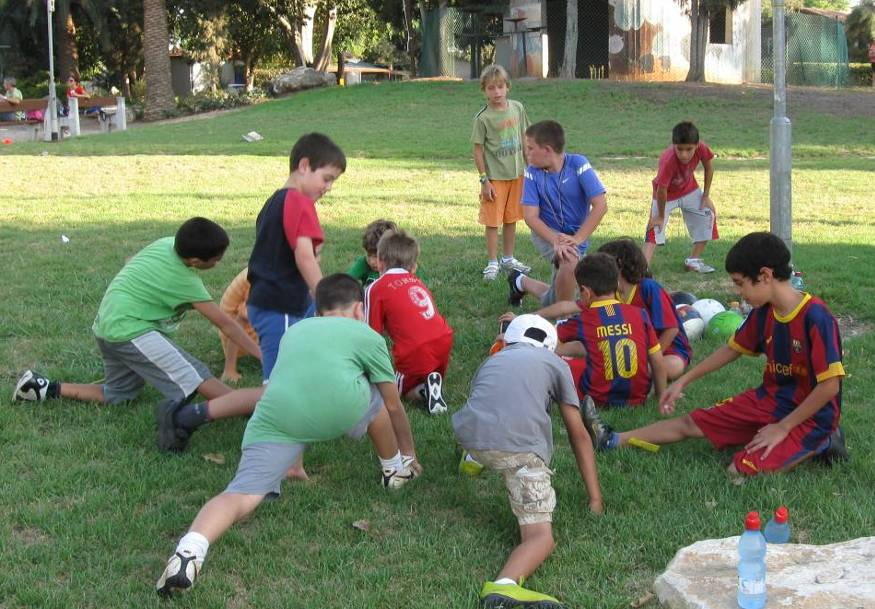 TORRES
9
MESSI
10
unicef